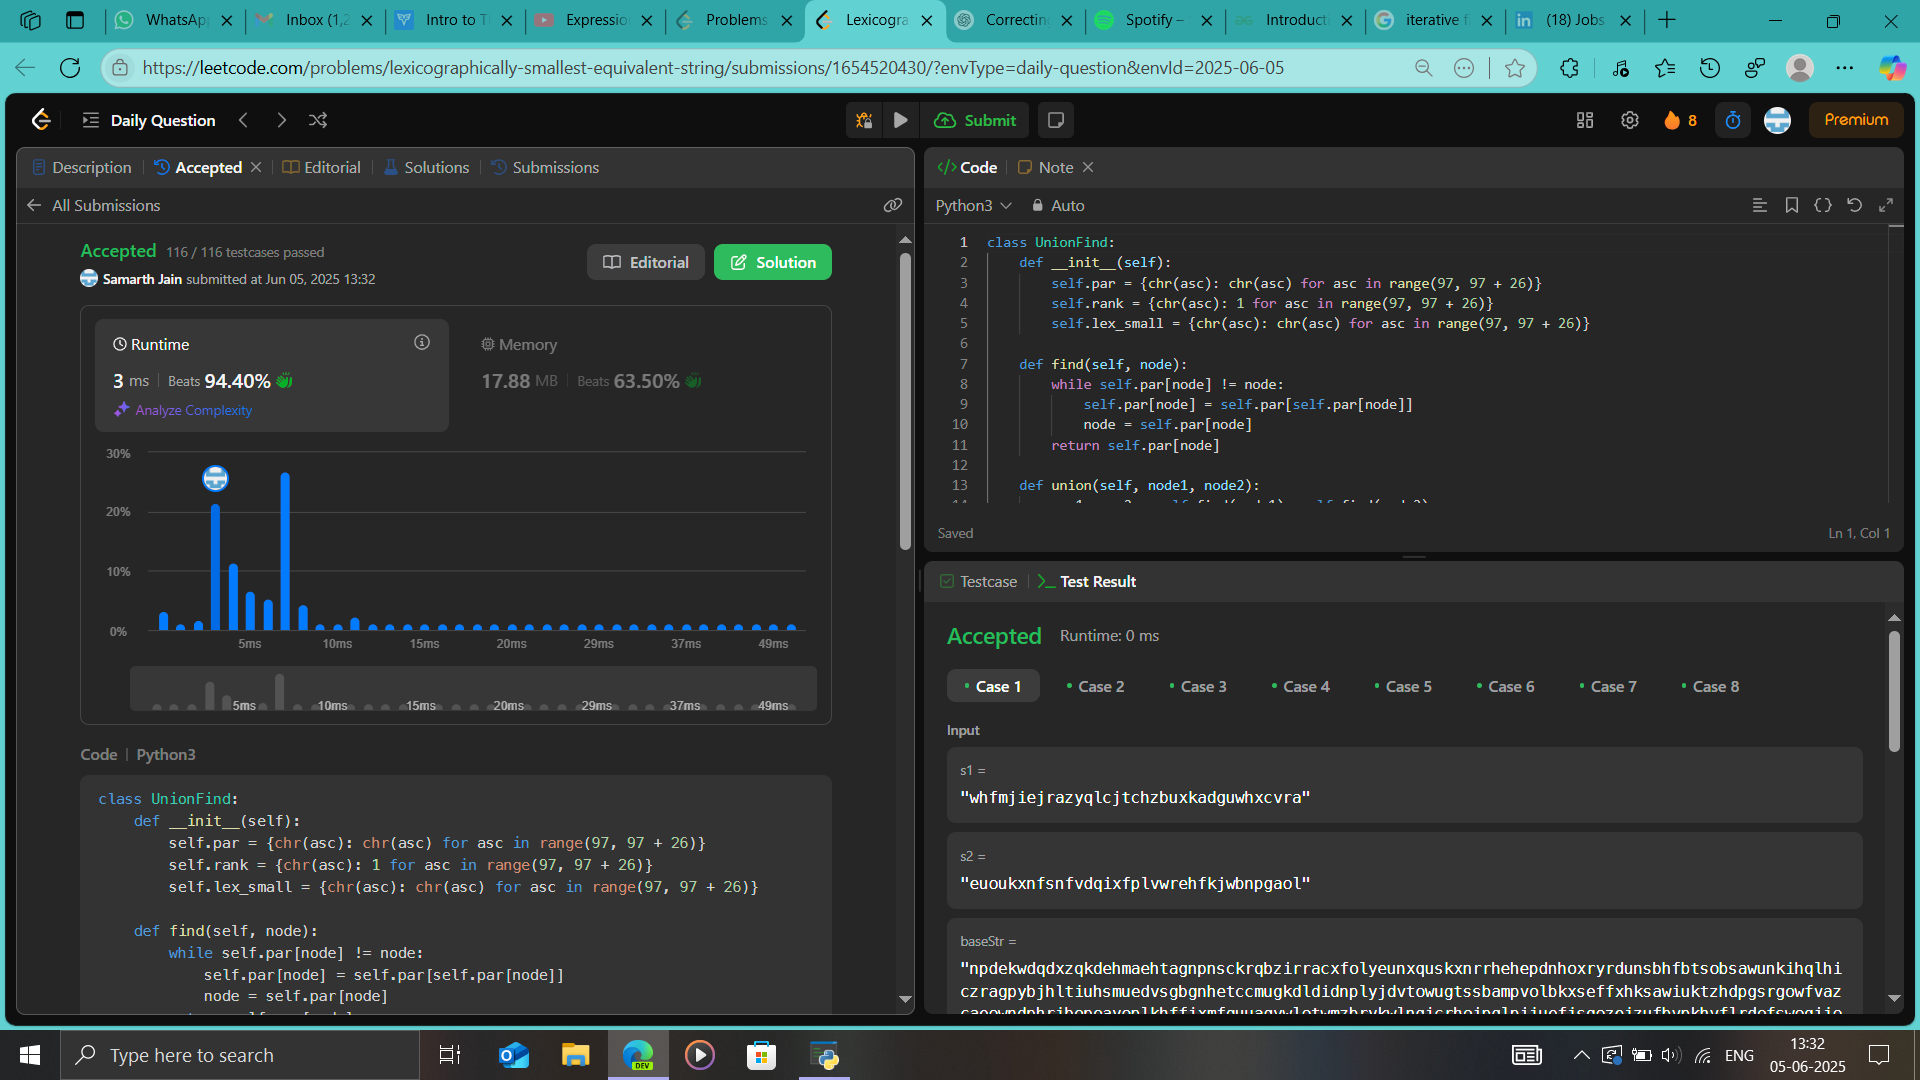 WhatsApp
Inbox (1,2
Intro to T
Expressio
Problems
Lexicogra
Correctin
Spotify –
Introducti
iterative f
(18) Jobs
https://leetcode.com/problems/lexicographically-smallest-equivalent-string/submissions/1654520430/?envType=daily-question&envId=2025-06-05
Daily Question
Submit
8
Premium
Description
Accepted
Editorial
Solutions
Submissions
All Submissions
Accepted 116 / 116 testcases passed
Samarth Jain submitted at Jun 05, 2025 13:32
Editorial
Solution
Runtime
3 ms Beats 94.40%
Analyze Complexity
Memory
17.88 MB Beats 63.50%
30%
20%
10%
0%
5ms 10ms 15ms 20ms 29ms 37ms 49ms
5ms 10ms 15ms 20ms 29ms 37ms 49ms
Code | Python3
class UnionFind:
def __init__(self):
self.par = {chr(asc): chr(asc) for asc in range(97, 97 + 26)}
self.rank = {chr(asc): 1 for asc in range(97, 97 + 26)}
self.lex_small = {chr(asc): chr(asc) for asc in range(97, 97 + 26)}
def find(self, node):
while self.par[node] != node:
self.par[node] = self.par[self.par[node]]
node = self.par[node]
Code
Note
Python3
Auto
1 class UnionFind:
2 def __init__(self):
3 self.par = {chr(asc): chr(asc) for asc in range(97, 97 + 26)}
4 self.rank = {chr(asc): 1 for asc in range(97, 97 + 26)}
5 self.lex_small = {chr(asc): chr(asc) for asc in range(97, 97 + 26)}
6
7 def find(self, node):
8 while self.par[node] != node:
9 self.par[node] = self.par[self.par[node]]
10 node = self.par[node]
11 return self.par[node]
12
13 def union(self, node1, node2):
Saved
Ln 1, Col 1
Testcase
Test Result
Accepted Runtime: 0 ms
Case 1 Case 2 Case 3 Case 4 Case 5 Case 6 Case 7 Case 8
Input
s1 =
"whfmjiejrazyqlcjtchzbuxkadguwhxcvra"
s2 =
"euoukxnfsnfvdqixfplvwrehfkjwbnpgaol"
baseStr =
"npdekwdqdxzqkdehmaehtagnpnsckrqbzirracxfolyeunxquskxnrrhehepdnhoxryrdunsbhfbtsobsawunkihqlhi
czragpybjhltiuhsmuedvsgbgnhetccmugkdldidnplyjdvtowugtssbampvolbkxseffxhksawiuktzhdpgsrgowfvaz
Type here to search
DEV
ENG
13:32
05-06-2025